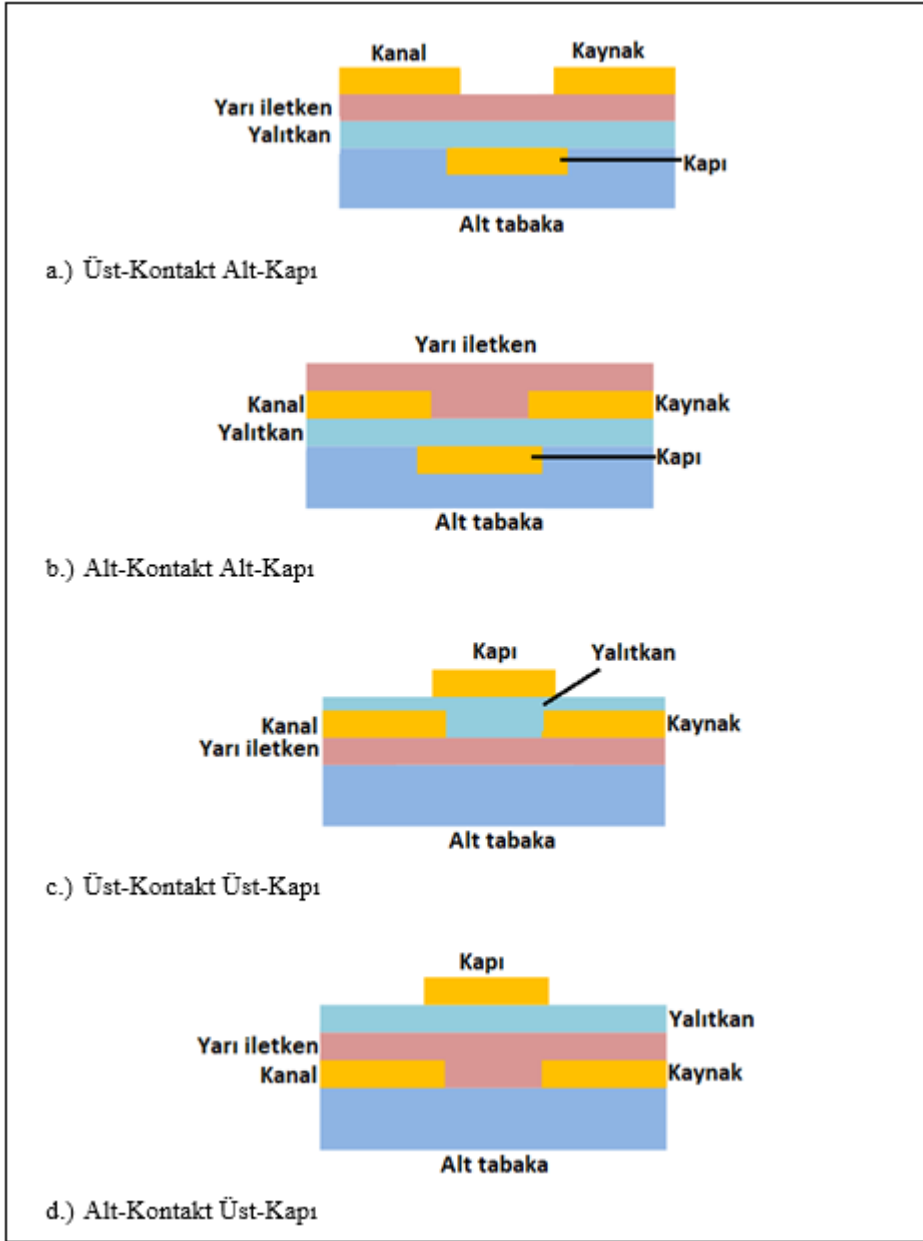 Kanal Kaynak
Yarı iletken
Yalıtkan
Kapı
Alt tabaka
a.) Üst-Kontakt Alt-Kapı
Yarı iletken
Kanal Kaynak
Yalıtkan
Kapı
Alt tabaka
b.) Alt-Kontakt Alt-Kapı
Kapı Yalıtkan
Kanal Kaynak
Yarı iletken
Alt tabaka
c.) Üst-Kontakt Üst-Kapı
Kapı
Yalıtkan
Yarı iletken
Kanal Kaynak
Alt tabaka
d.) Alt-Kontakt Üst-Kapı